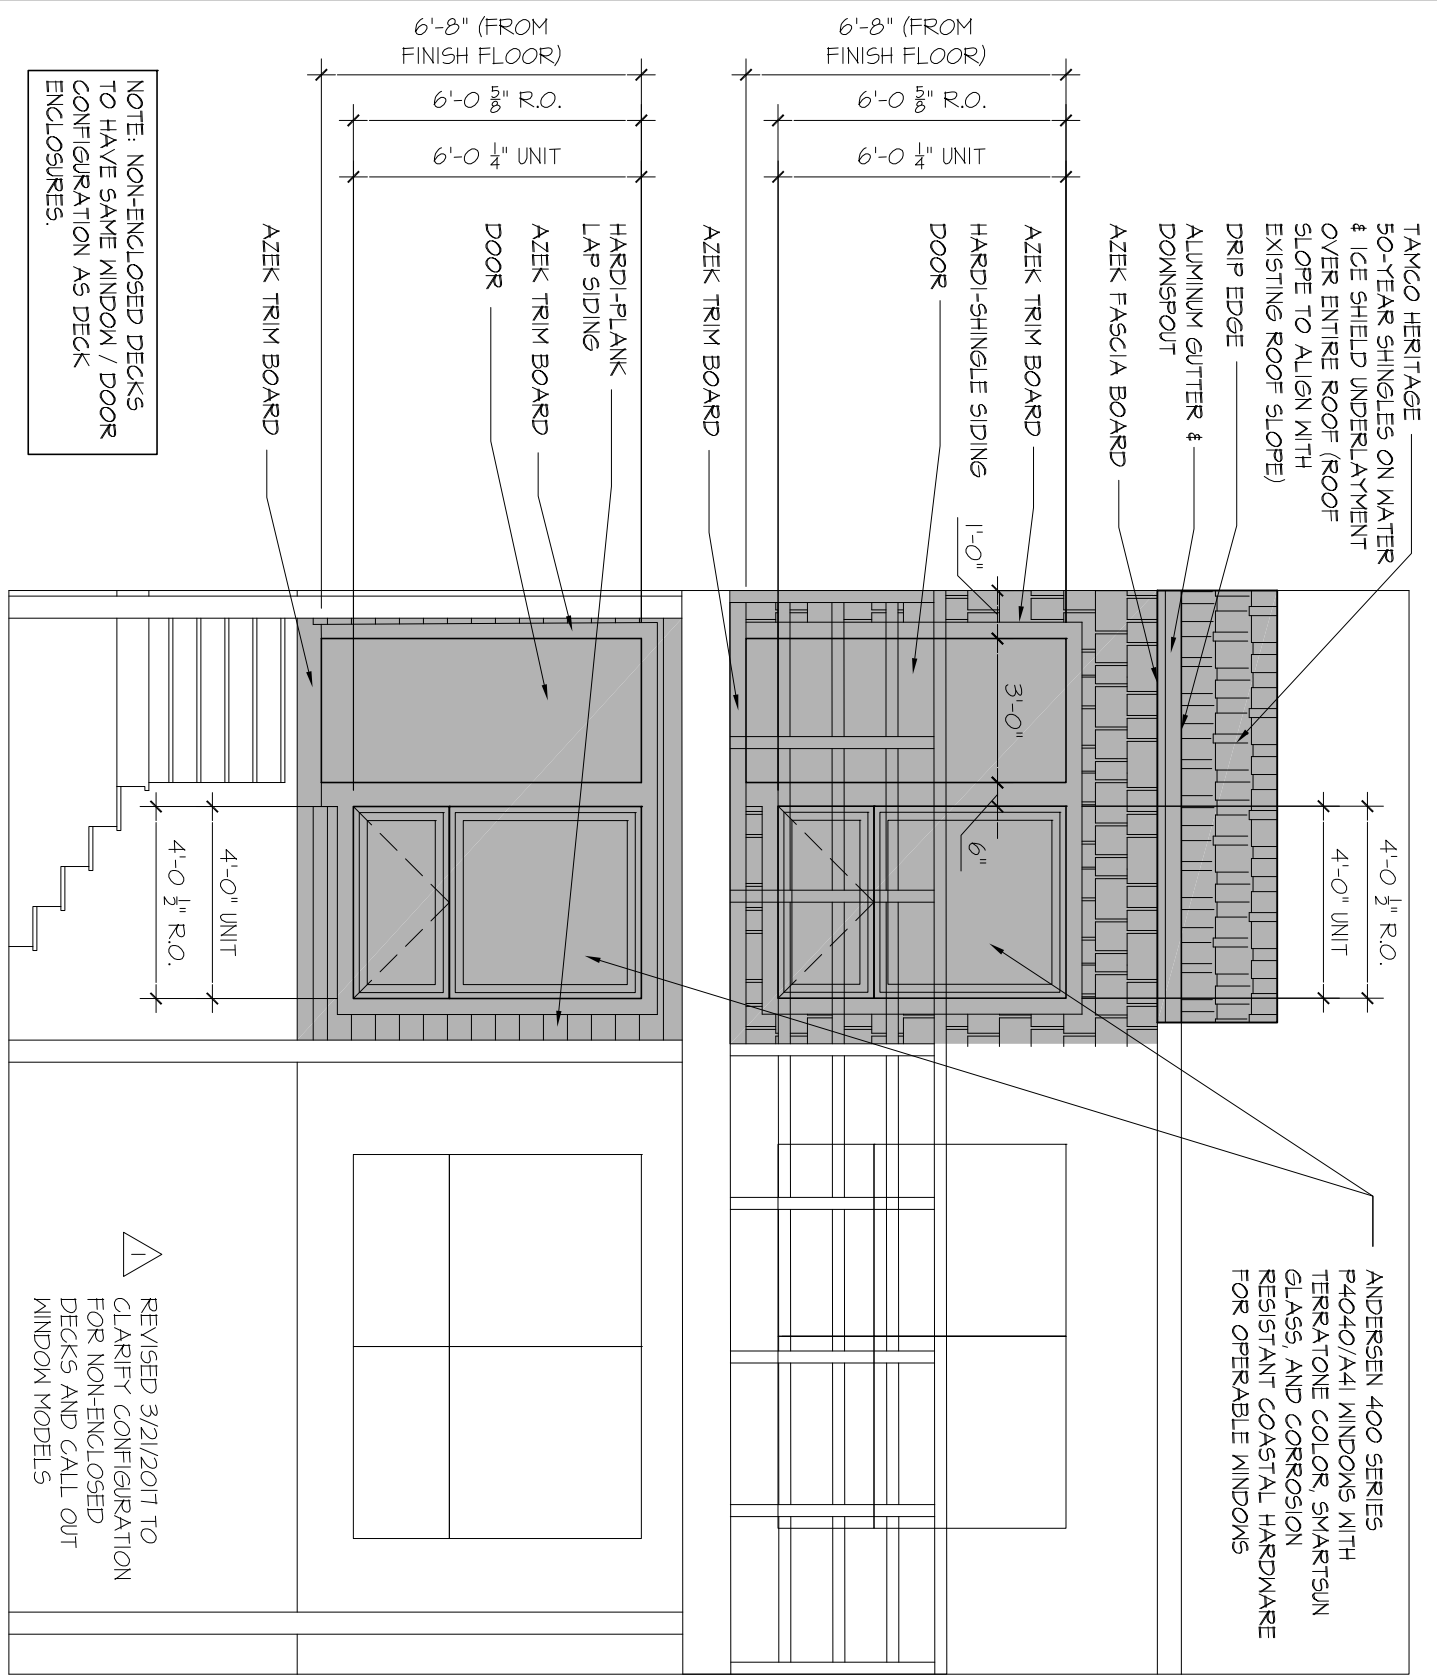 TAMCO HERITAGE
50-YEAR SHINGLES ON WATER
& ICE SHIELD UNDERLAYMENT
OVER ENTIRE ROOF (ROOF
SLOPE TO ALIGN WITH
EXISTING ROOF SLOPE)
DRIP EDGE
ALUMINUM GUTTER &
DOWNSPOUT
AZEK FASCIA BOARD
AZEK TRIM BOARD
HARDI-SHINGLE SIDING
DOOR
AZEK TRIM BOARD
HARDI-PLANK
LAP SIDING
AZEK TRIM BOARD
DOOR
AZEK TRIM BOARD
6'-8" (FROM
FINISH FLOOR)
6'-0 5/8" R.O.
6'-0 1/4" UNIT
6'-8" (FROM
FINISH FLOOR)
6'-0 5/8" R.O.
6'-0 1/4" UNIT
1'-0"
3'-0"
6"
4'-0 1/2" R.O.
4'-0" UNIT
4'-0" UNIT
4'-0 1/2" R.O.
ANDERSEN 400 SERIES
P4040/A41 WINDOWS WITH
TERRATONE COLOR, SMARTSUN
GLASS, AND CORROSION
RESISTANT COASTAL HARDWARE
FOR OPERABLE WINDOWS
NOTE: NON-ENCLOSED DECKS
TO HAVE SAME WINDOW / DOOR
CONFIGURATION AS DECK
ENCLOSURES.
1
REVISED 3/21/2017 TO
CLARIFY CONFIGURATION
FOR NON-ENCLOSED
DECKS AND CALL OUT
WINDOW MODELS